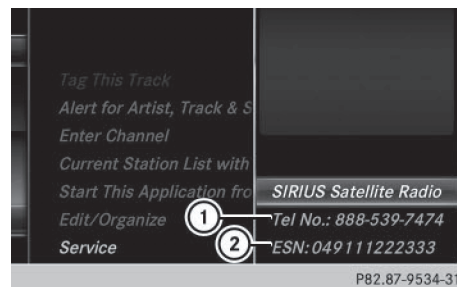 Tag This Track
Alert for Artist, Track & S
Enter Channel
Current Station List with
Start This Application fro
Edit/Organize
Service
SIRIUS Satellite Radio
1 Tel No.: 888-539-7474
2 ESN: 049111222333
P82.87-9534-31